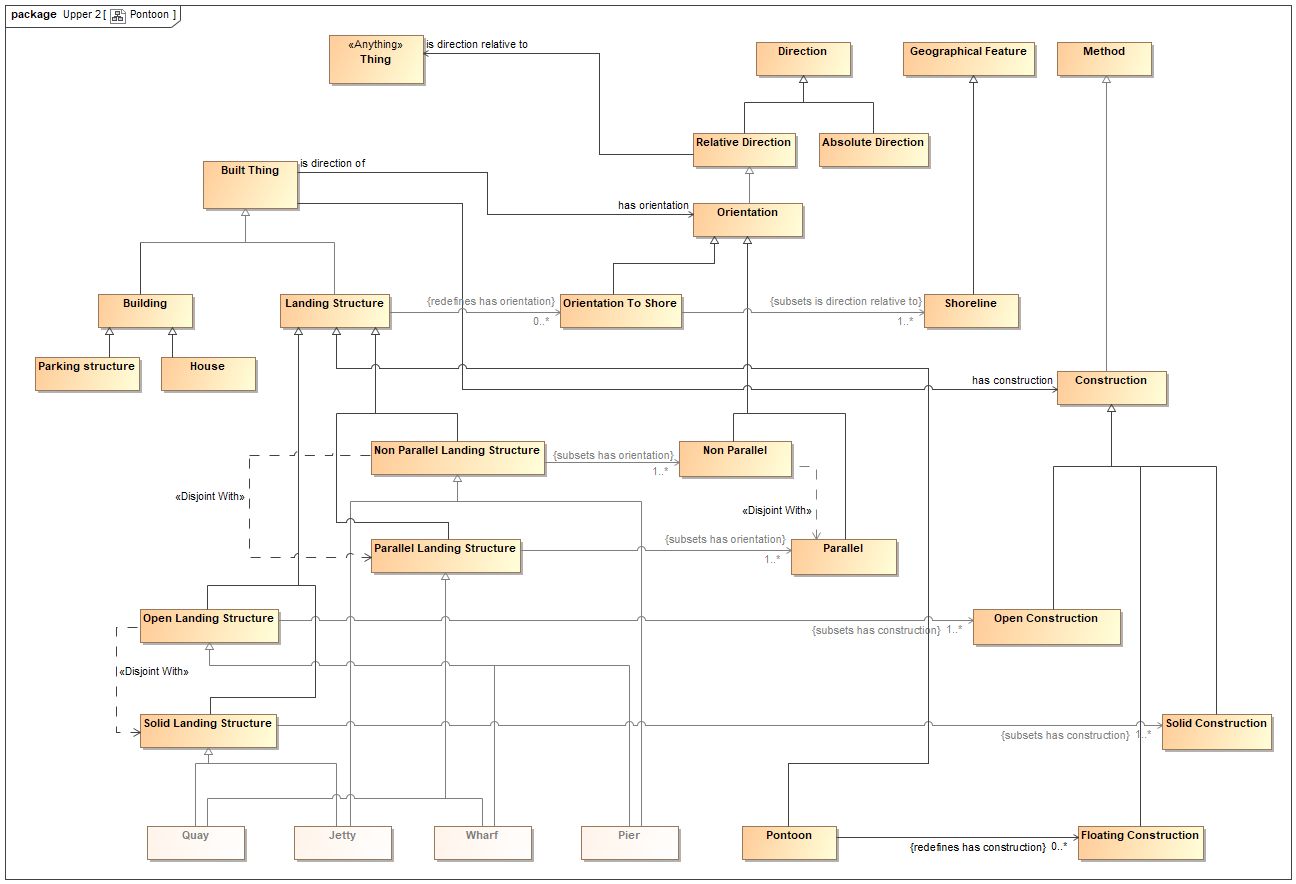 package Upper 2 [ Pontoon ]
«Anything»
Thing
is direction relative to
Direction
Geographical Feature
Method
Relative Direction
Absolute Direction
Built Thing
is direction of
has orientation
Orientation
Building
Landing Structure
{redefines has orientation}
0..*
Orientation To Shore
{subsets is direction relative to}
1..*
Shoreline
Parking structure
House
has construction
Construction
Non Parallel Landing Structure
{subsets has orientation}
1..*
Non Parallel
«Disjoint With»
«Disjoint With»
Parallel Landing Structure
{subsets has orientation}
1..*
Parallel
Open Landing Structure
{subsets has construction} 1..*
Open Construction
«Disjoint With»
Solid Landing Structure
{subsets has construction} 1..*
Solid Construction
Quay
Jetty
Wharf
Pier
Pontoon
{redefines has construction} 0..*
Floating Construction